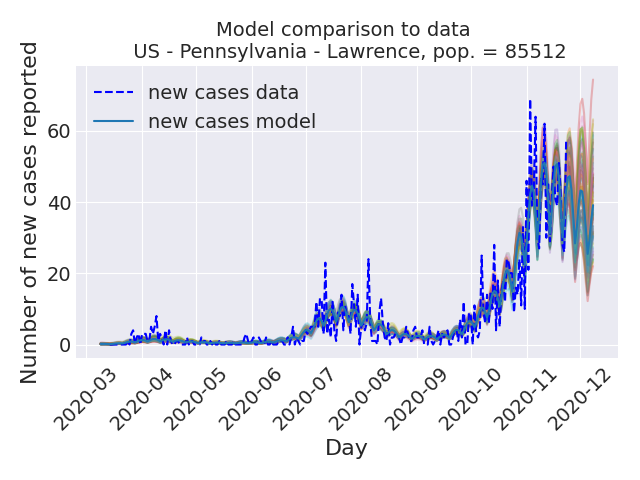 Model comparison to data
US - Pennsylvania - Lawrence, pop. = 85512
new cases data
new cases model
Number of new cases reported
60
40
20
0
2020-03
2020-04
2020-05
2020-06
2020-07
2020-08
2020-09
2020-10
2020-11
2020-12
Day